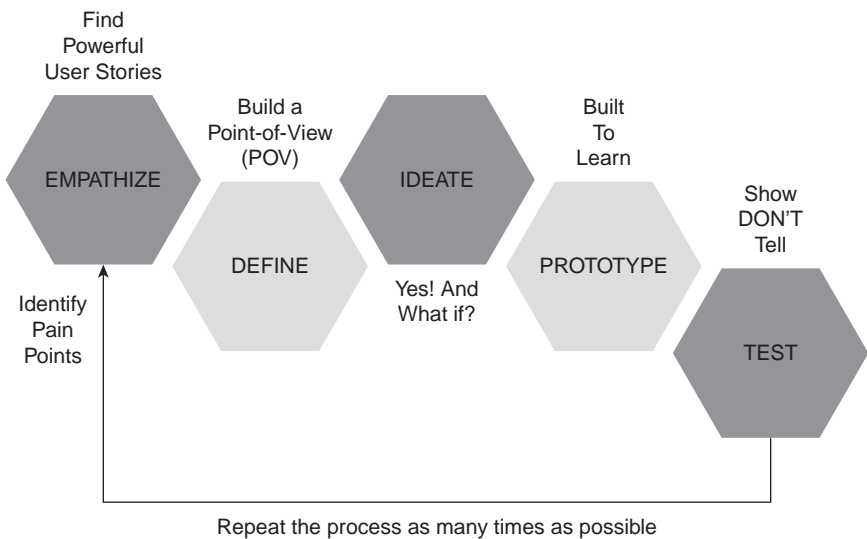 Find
Powerful
User Stories
EMPATHIZE
Identify
Pain
Points
Build a
Point-of-View
(POV)
DEFINE
IDEATE
Yes! And
What if?
Built
To
Learn
PROTOTYPE
Show
DON'T
Tell
TEST
Repeat the process as many times as possible